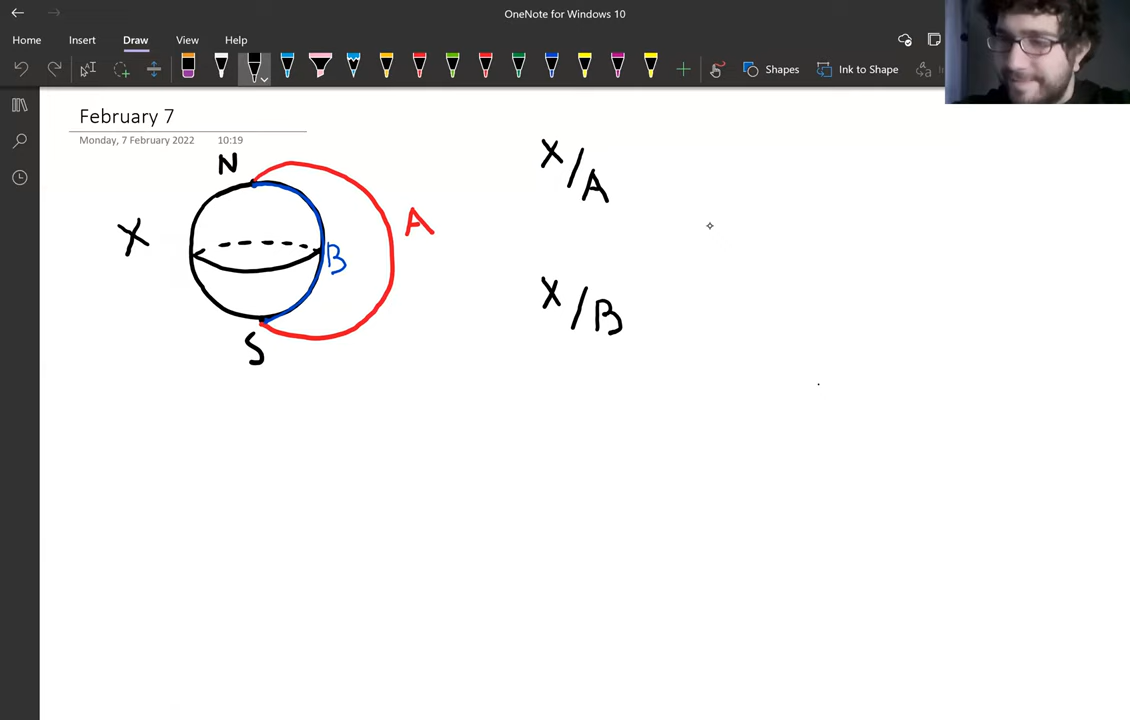 OneNote for Windows 10
Home Insert Draw View Help
Shapes Ink to Shape
February 7
Monday, 7 February 2022 10:19
N
X
A
B
S
X/A
X/B